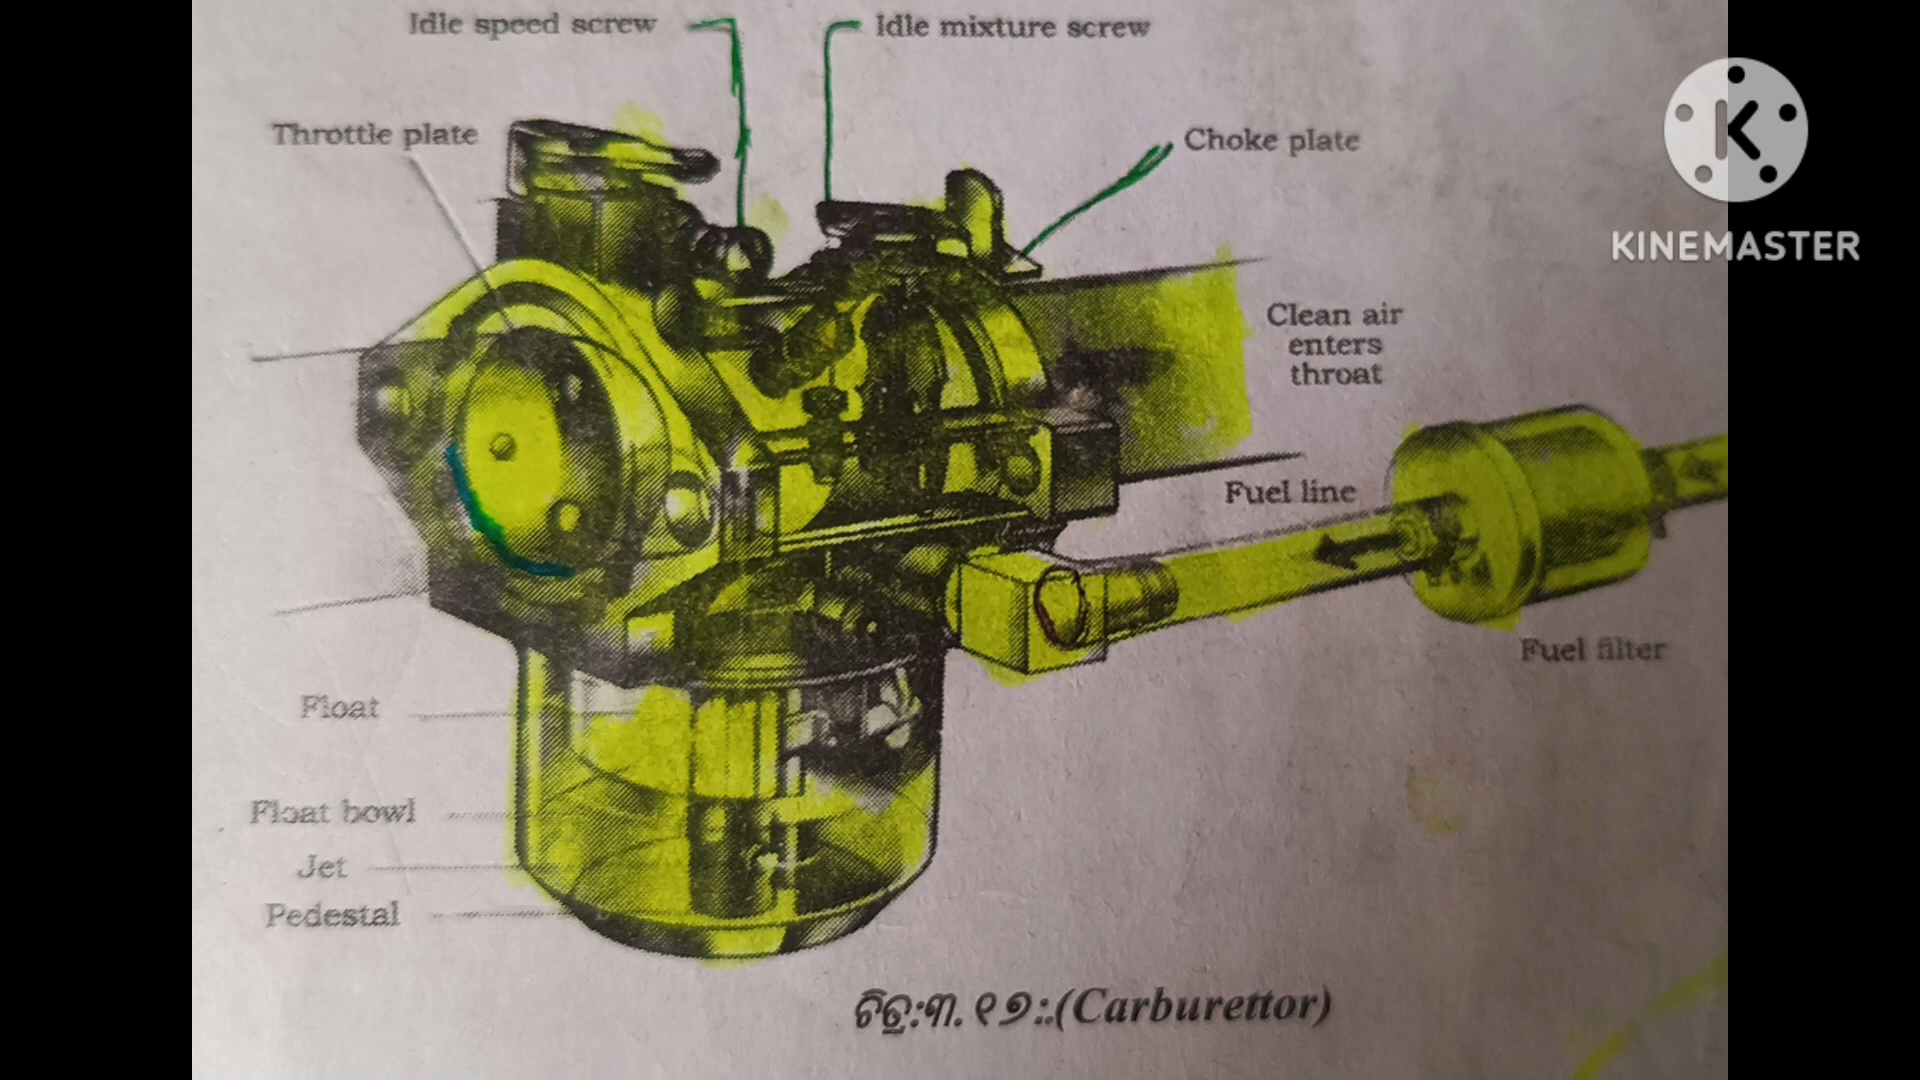 Idle speed screw
Idle mixture screw
Throttle plate
Choke plate
KINEMASTER
Clean air
enters
throat
Fuel line
Fuel filter
Float
Float bowl
Jet
Pedestal
ଚିତ୍ର:୩.୧୭:.(Carburettor)